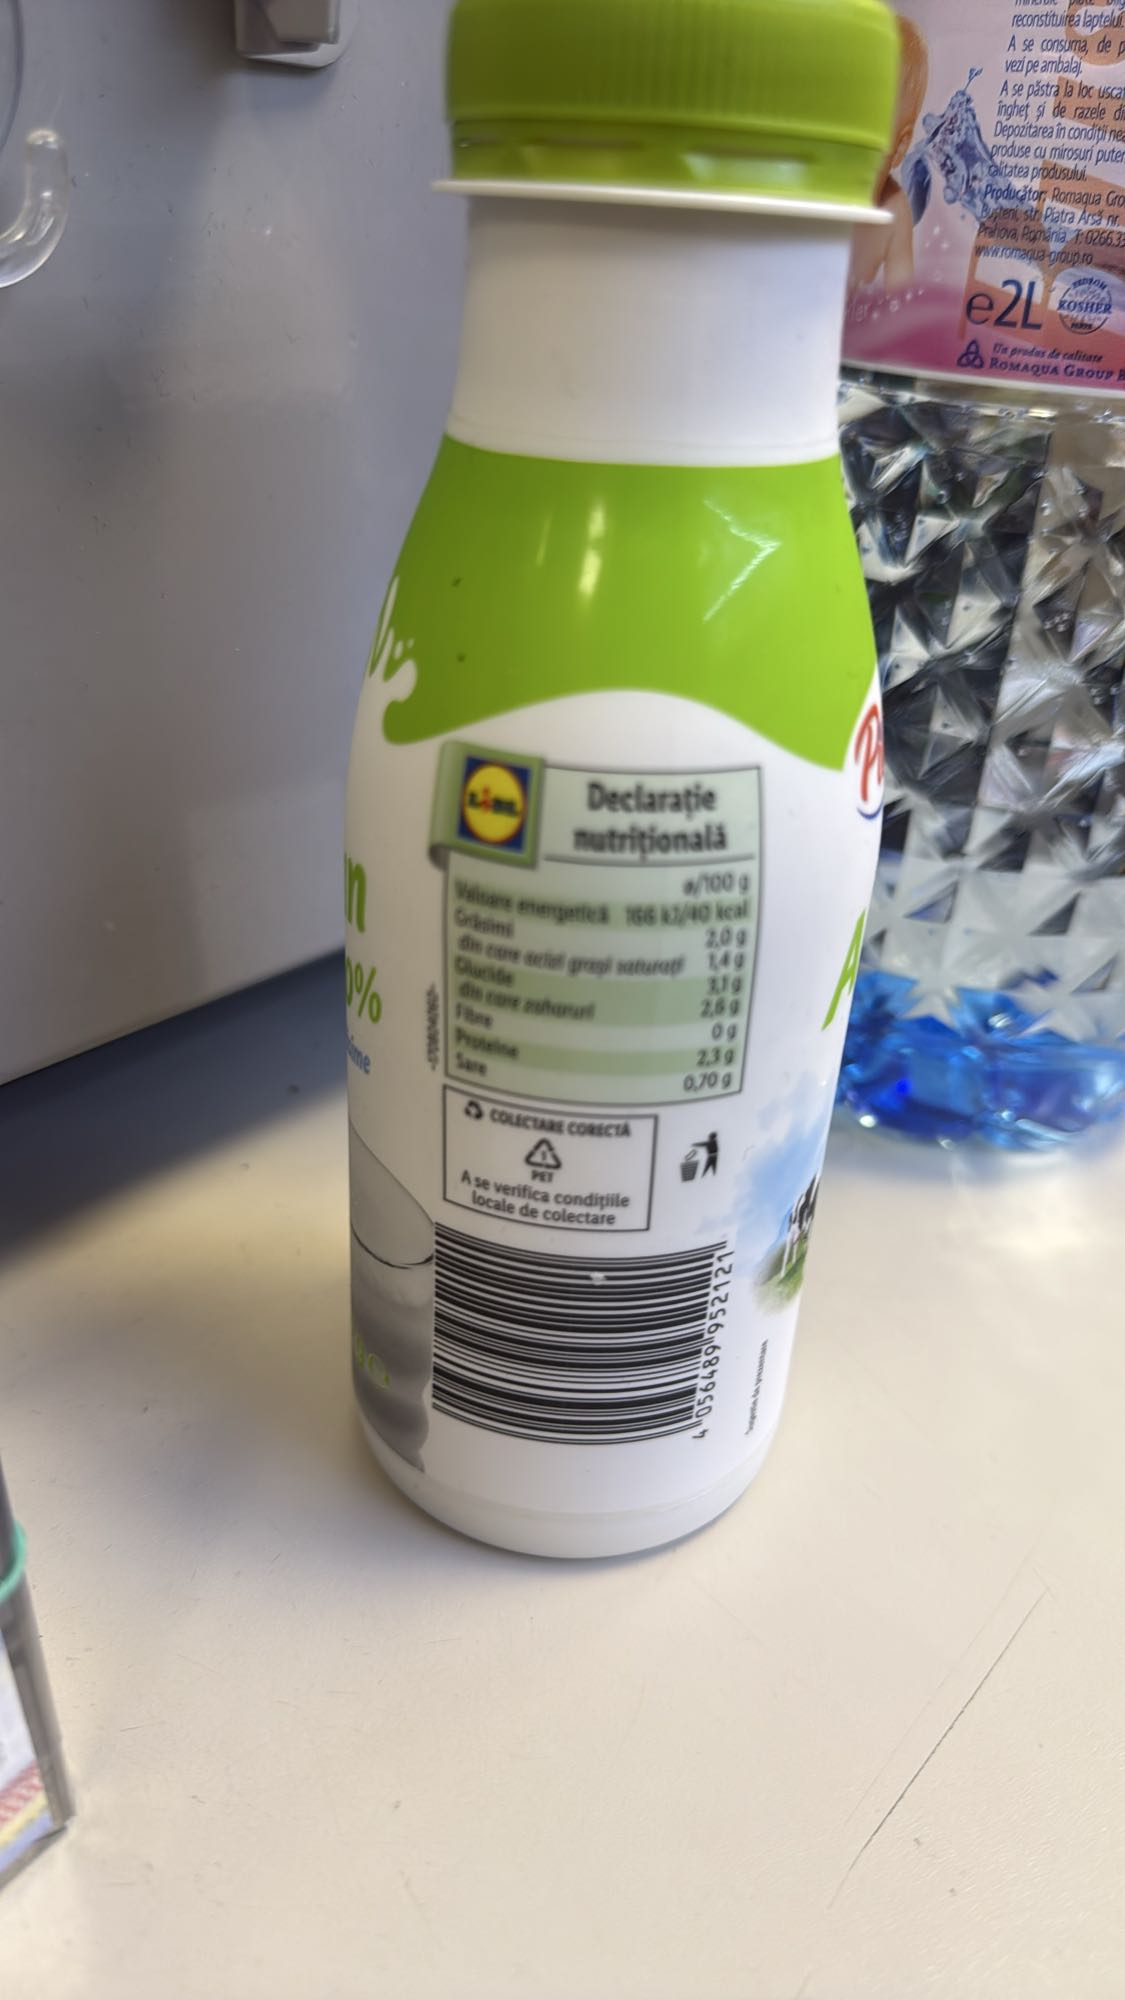 reconstituirea laptelui.
A se consuma, de p
vezi pe ambalaj.
A se păstra la loc usca
îngheț și de razele di
Depozitarea în condiții ne
produse cu mirosuri puter
calitatea produsului.
Producător: Romaqua Gro
Bușteni, str. Piatra Arsă nr.
Prahova, România. T: 0266.33
www.romaqua-group.ro
e2L
KOSHER
Un produs de calitate
ROMAQUA GROUP B
LIDL
Declarație
nutrițională
ø/100 g
Valoare energetică 166 kJ/40 kcal
Grăsimi 2,0 g
din care acizi grași saturați 1,4 g
Glucide 3,1 g
din care zaharuri 2,6 g
Fibre 0 g
Proteine 2,3 g
Sare 0,70 g
n
0%
ime
COLECTARE CORECTĂ
1
PET
A se verifica condițiile
locale de colectare
4 056489 952121
P
A